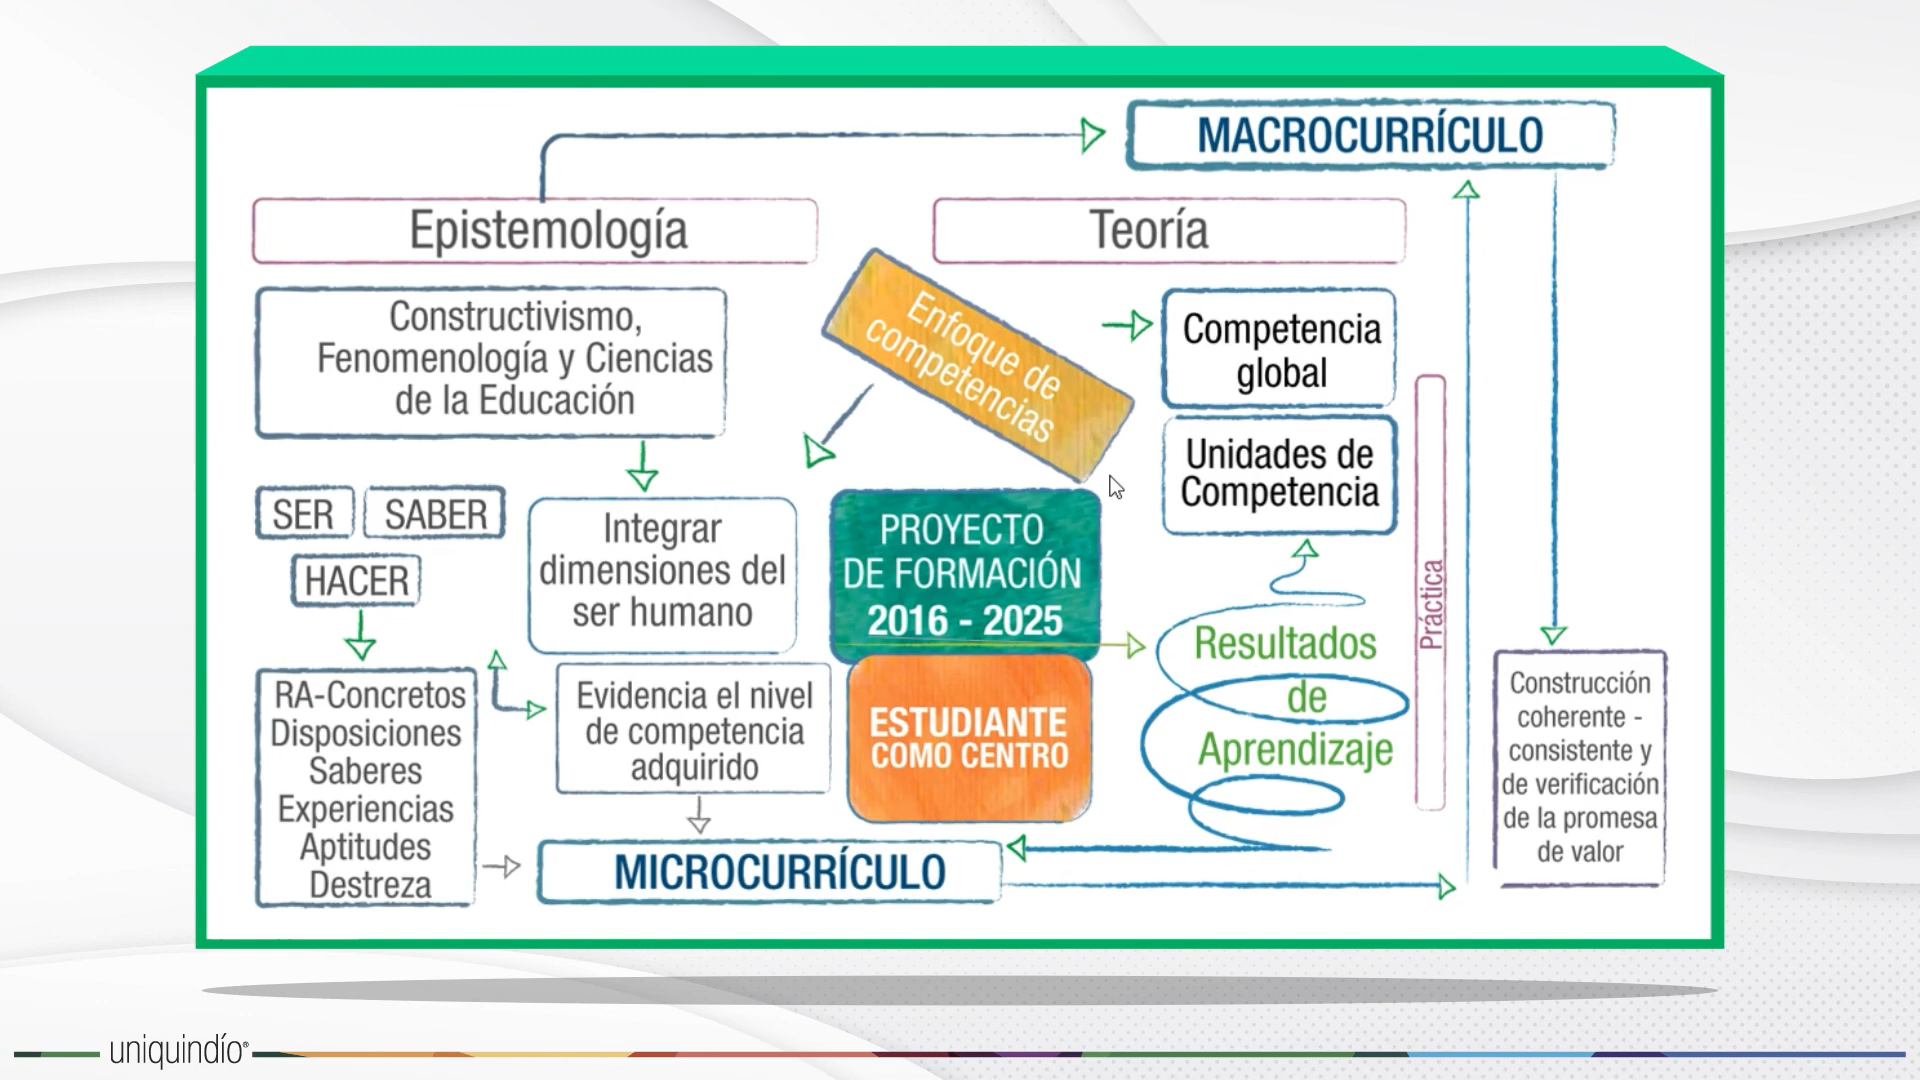 MACROCURRÍCULO
Epistemología
Teoría
Constructivismo,
Fenomenología y Ciencias
de la Educación
Enfoque de
competencias
Competencia
global
Unidades de
Competencia
SER
SABER
HACER
Integrar
dimensiones del
ser humano
PROYECTO
DE FORMACIÓN
2016 - 2025
Práctica
Resultados
de
Aprendizaje
RA-Concretos
Disposiciones
Saberes
Experiencias
Aptitudes
Destreza
Evidencia el nivel
de competencia
adquirido
ESTUDIANTE
COMO CENTRO
Construcción
coherente -
consistente y
de verificación
de la promesa
de valor
MICROCURRÍCULO
uniquindío®